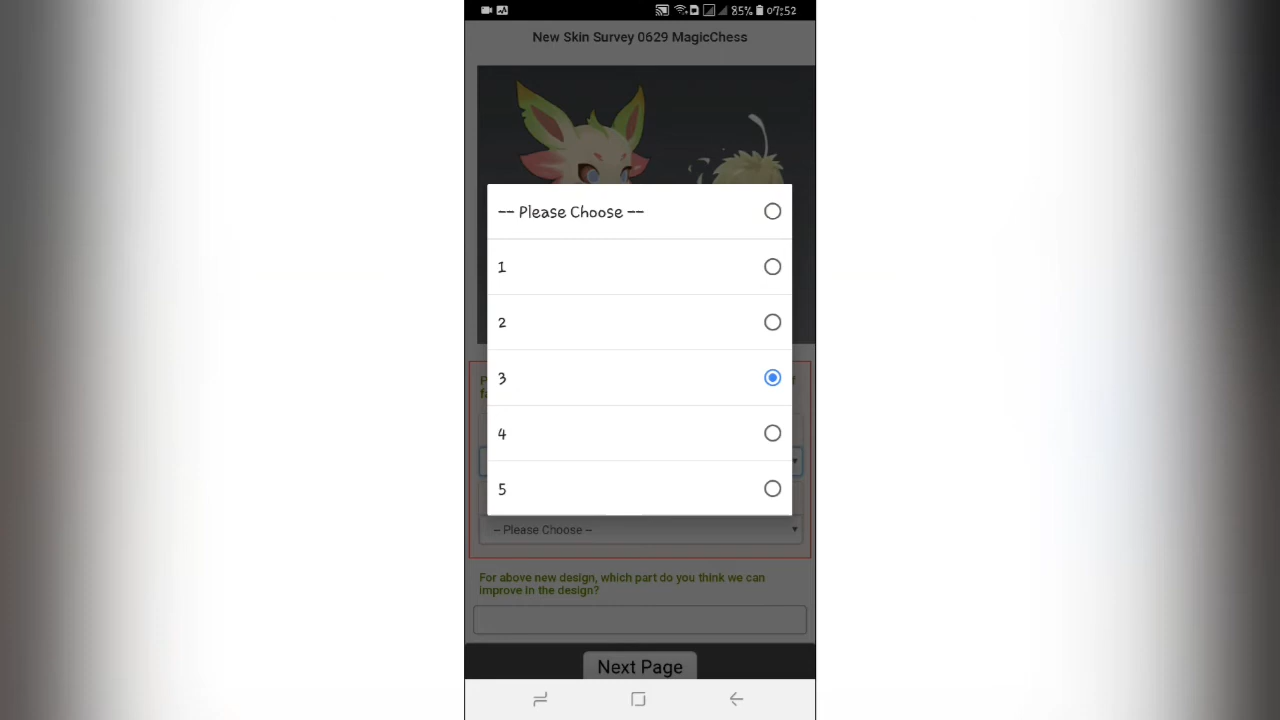 85% 07:52
New Skin Survey 0629 MagicChess
-- Please Choose --
1
2
3
4
5
-- Please Choose --
For above new design, which part do you think we can
improve in the design?
Next Page